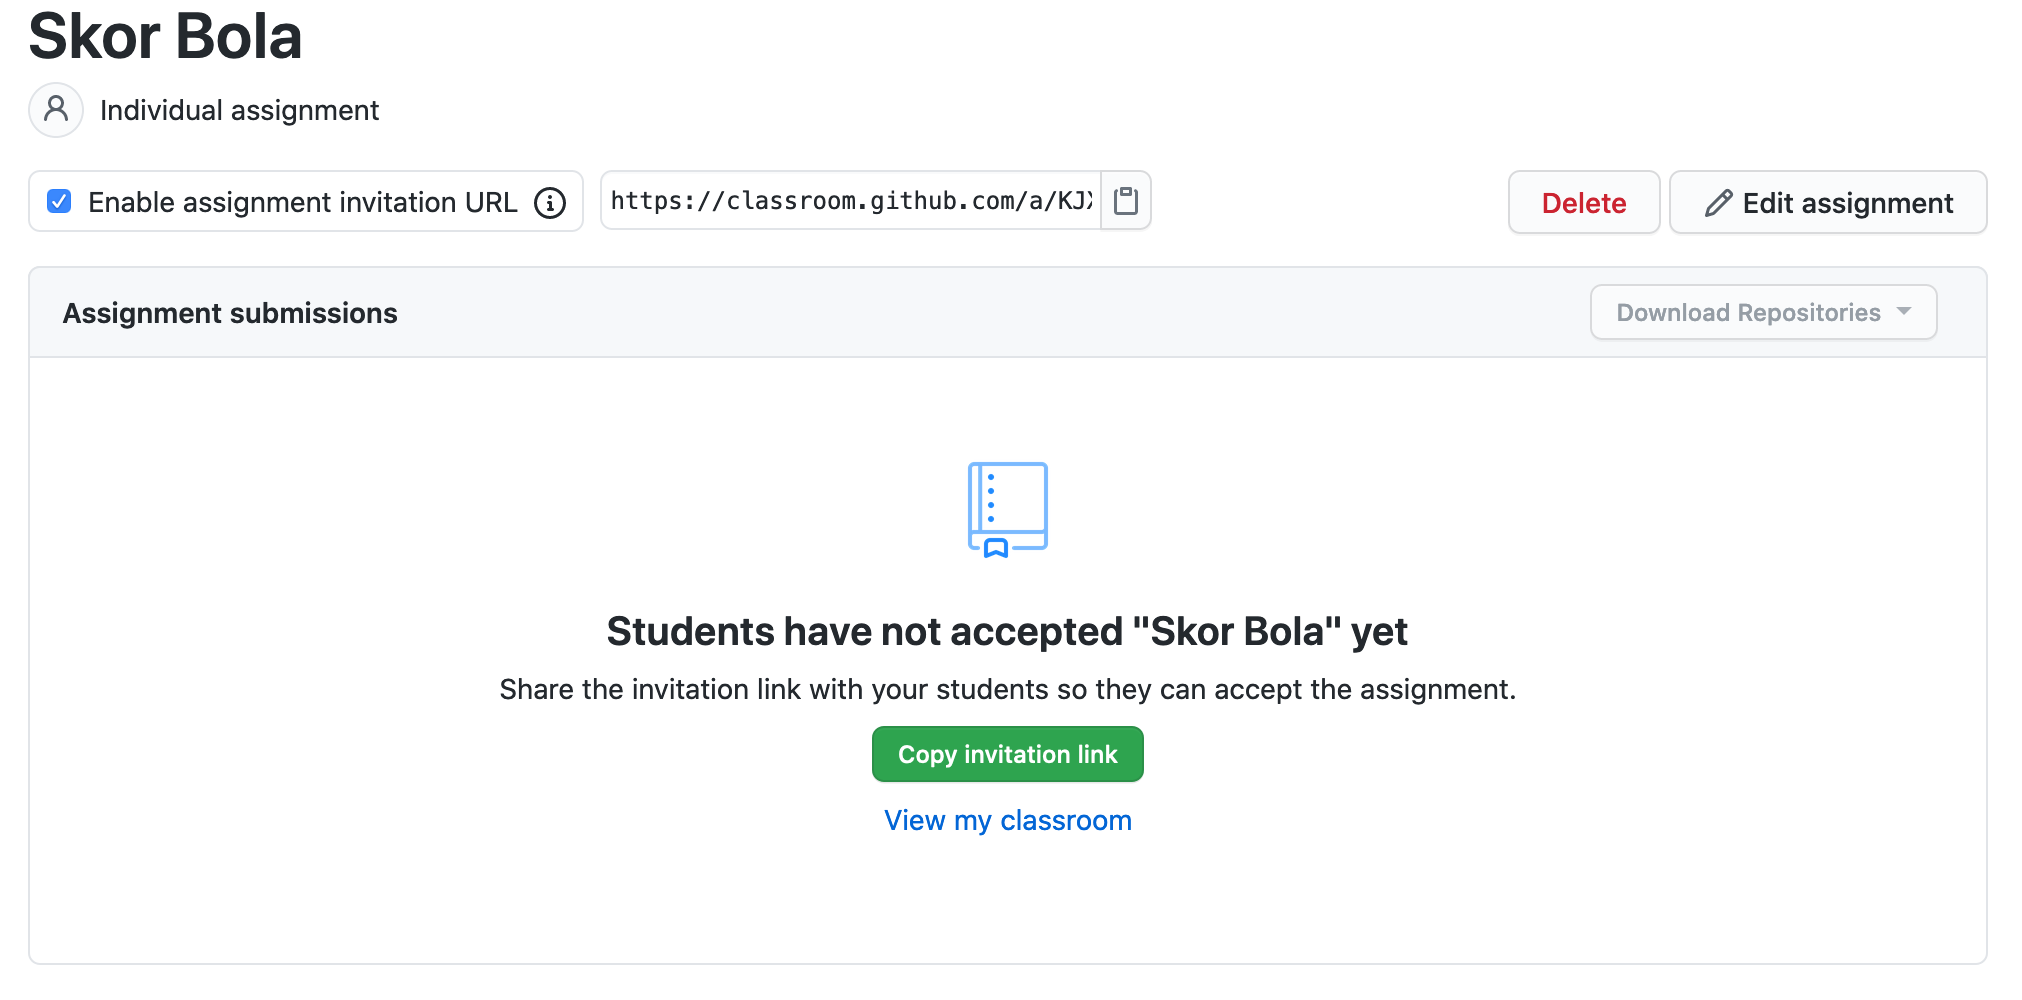 Skor Bola
Individual assignment
Enable assignment invitation URL
https://classroom.github.com/a/KJ
Delete
Edit assignment
Assignment submissions
Download Repositories
Students have not accepted "Skor Bola" yet
Share the invitation link with your students so they can accept the assignment.
Copy invitation link
View my classroom